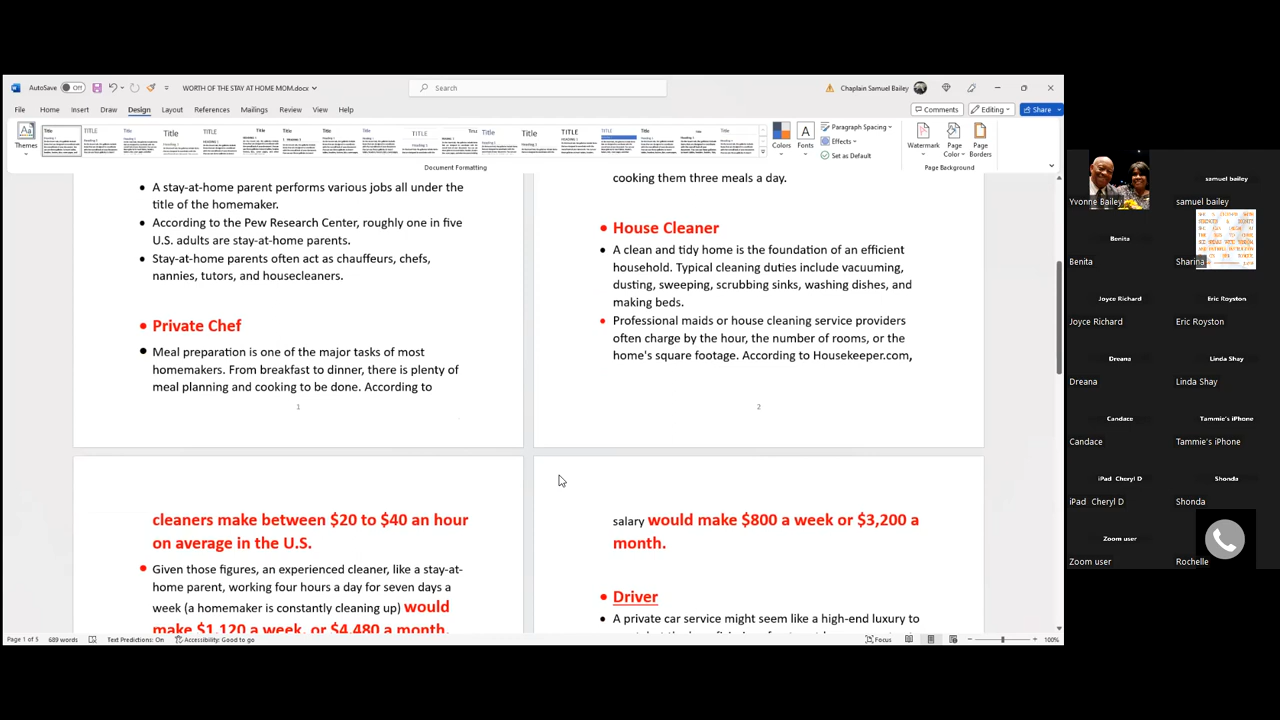 AutoSave
Off
WORTH OF THE STAY AT HOME MOM.docx
Search
Chaplain Samuel Bailey
File
Home
Insert
Draw
Design
Layout
References
Mailings
Review
View
Help
Comments
Editing
Share
Themes
Colors
Fonts
Paragraph Spacing
Effects
Set as Default
Watermark
Page Color
Page Borders
Document Formatting
Page Background
• A stay-at-home parent performs various jobs all under the
title of the homemaker.
• According to the Pew Research Center, roughly one in five
U.S. adults are stay-at-home parents.
• Stay-at-home parents often act as chauffeurs, chefs,
nannies, tutors, and housecleaners.
• Private Chef
• Meal preparation is one of the major tasks of most
homemakers. From breakfast to dinner, there is plenty of
meal planning and cooking to be done. According to
1
cooking them three meals a day.
• House Cleaner
• A clean and tidy home is the foundation of an efficient
household. Typical cleaning duties include vacuuming,
dusting, sweeping, scrubbing sinks, washing dishes, and
making beds.
• Professional maids or house cleaning service providers
often charge by the hour, the number of rooms, or the
home's square footage. According to Housekeeper.com,
2
cleaners make between $20 to $40 an hour
on average in the U.S.
• Given those figures, an experienced cleaner, like a stay-at-
home parent, working four hours a day for seven days a
week (a homemaker is constantly cleaning up) would
make $1,120 a week, or $4,480 a month.
salary would make $800 a week or $3,200 a
month.
• Driver
• A private car service might seem like a high-end luxury to
Page 1 of 5
689 words
Text Predictions: On
Accessibility: Good to go
Focus
100%
Yvonne Bailey
samuel bailey
samuel bailey
Benita
Benita
Sharina
Joyce Richard
Joyce Richard
Eric Royston
Eric Royston
Dreana
Dreana
Linda Shay
Linda Shay
Candace
Candace
Tammie's iPhone
Tammie's iPhone
iPad Cheryl D
iPad Cheryl D
Shonda
Shonda
Zoom user
Zoom user
Rochelle